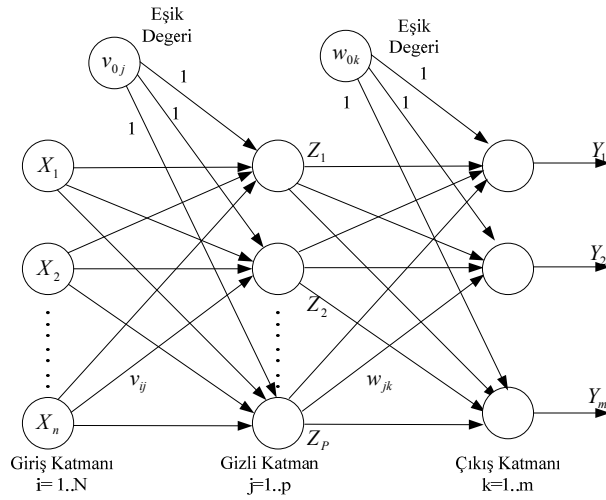 Eşik
Degeri
v0j
1
1
1
Eşik
Degeri
w0k
1
1
1
X1
Z1
Y1
X2
Z2
Y2
vij
wjk
Xn
ZP
Ym
Giriş Katmanı
i= 1..N
Gizli Katman
j=1..p
Çıkış Katmanı
k=1..m